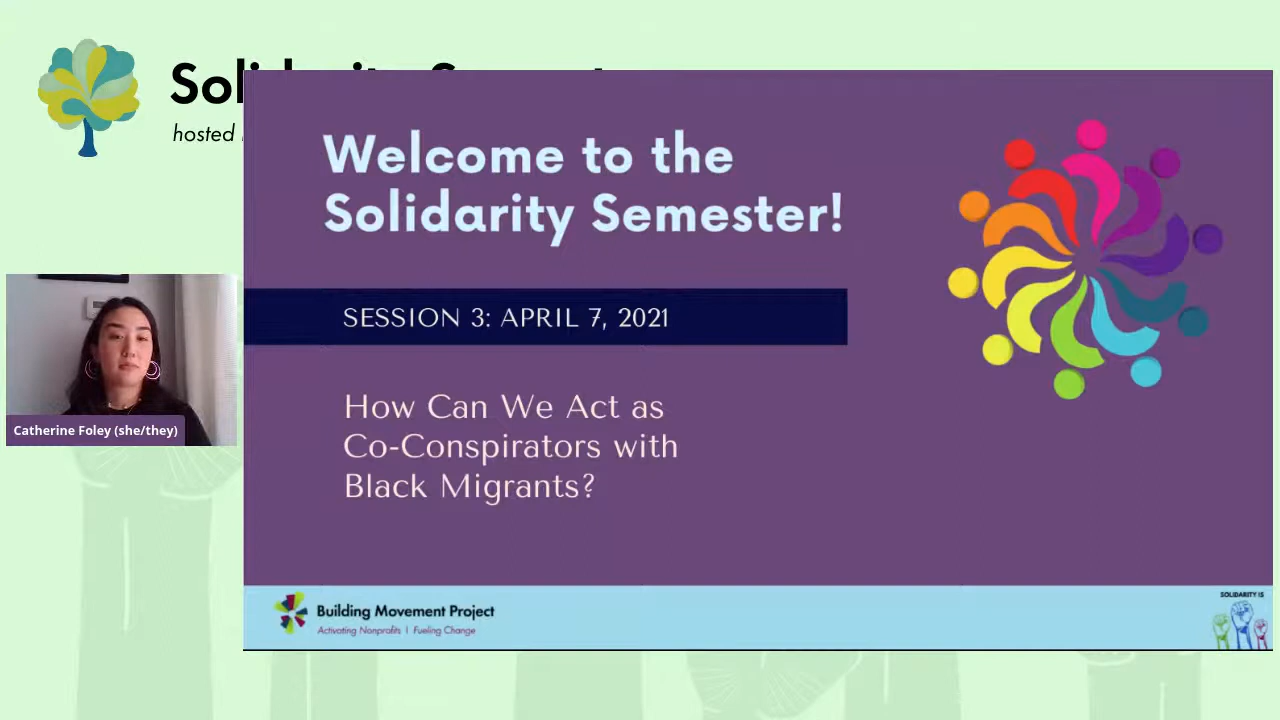 Sol
hosted
Welcome to the
Solidarity Semester!
SESSION 3: APRIL 7, 2021
How Can We Act as
Co-Conspirators with
Black Migrants?
Catherine Foley (she/they)
Building Movement Project
Activating Nonprofits | Fueling Change
SOLIDARITY IS